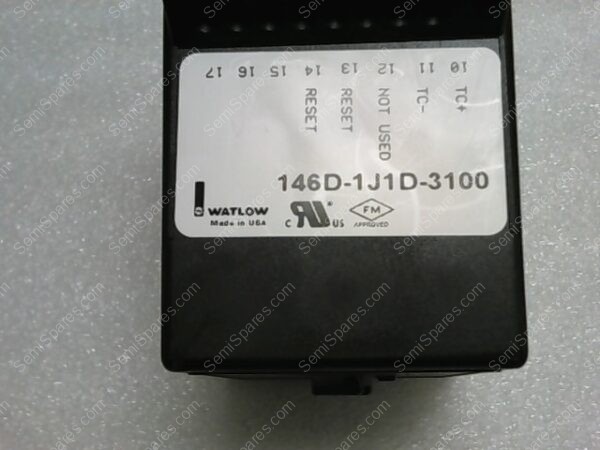 17 16 15 14 13 12 11 10
RESET RESET NOT USED TC- TC+
146D-1J1D-3100
WATLOW
Made in USA
C RU ® US
FM
APPROVED
SemiSpares.com